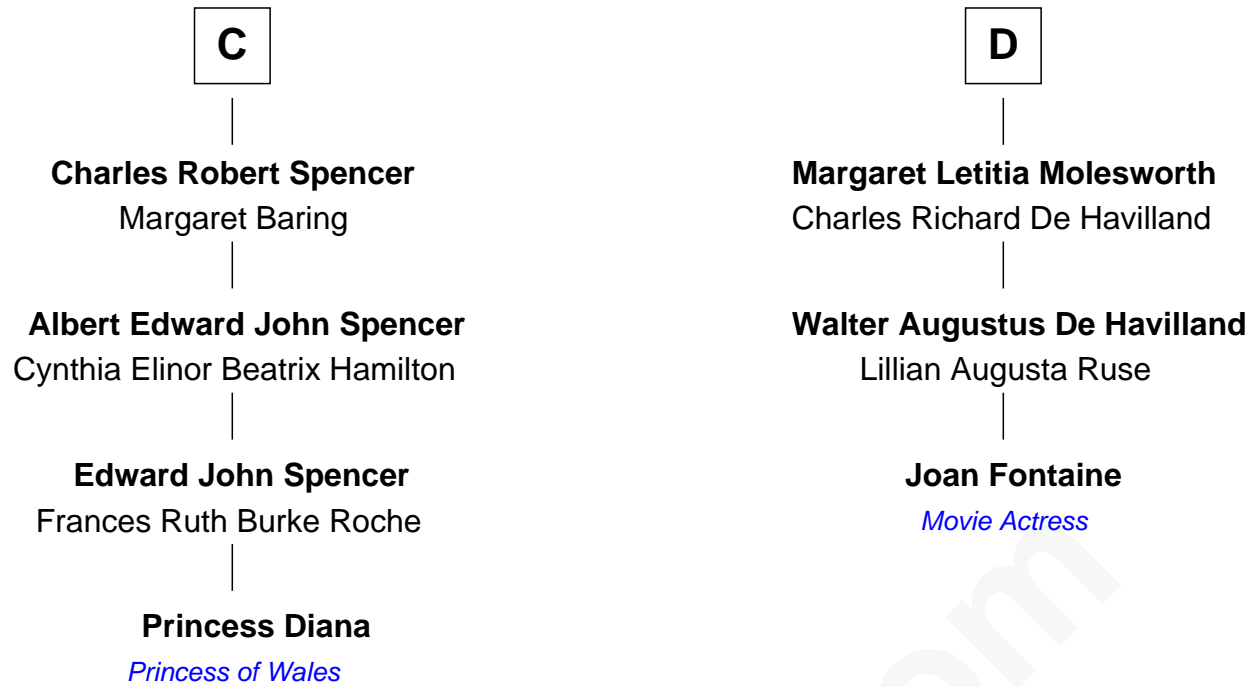 C
Charles Robert Spencer
Margaret Baring
Albert Edward John Spencer
Cynthia Elinor Beatrix Hamilton
Edward John Spencer
Frances Ruth Burke Roche
Princess Diana
Princess of Wales
D
Margaret Letitia Molesworth
Charles Richard De Havilland
Walter Augustus De Havilland
Lillian Augusta Ruse
Joan Fontaine
Movie Actress
om